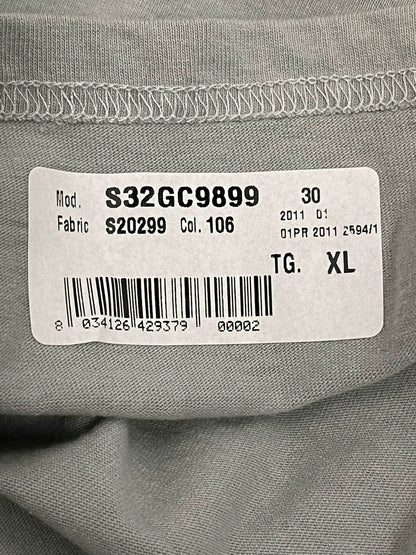 Mod. S32GC9899 30
Fabric S20299 Col. 106 2011 01
01PR 2011 2594/1
TG. XL
8 034126 429379 00002